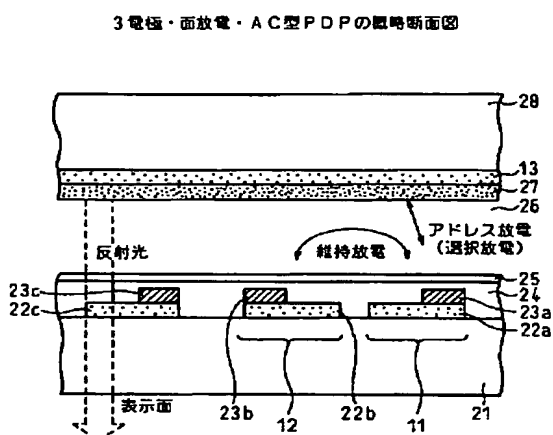 3電極・面放電・AC型PDPの概略断面図
28
13
27
26
アドレス放電
(選択放電)
反射光
維持放電
25
24
23c
22c
23a
22a
表示面
23b
12
22b
11
21